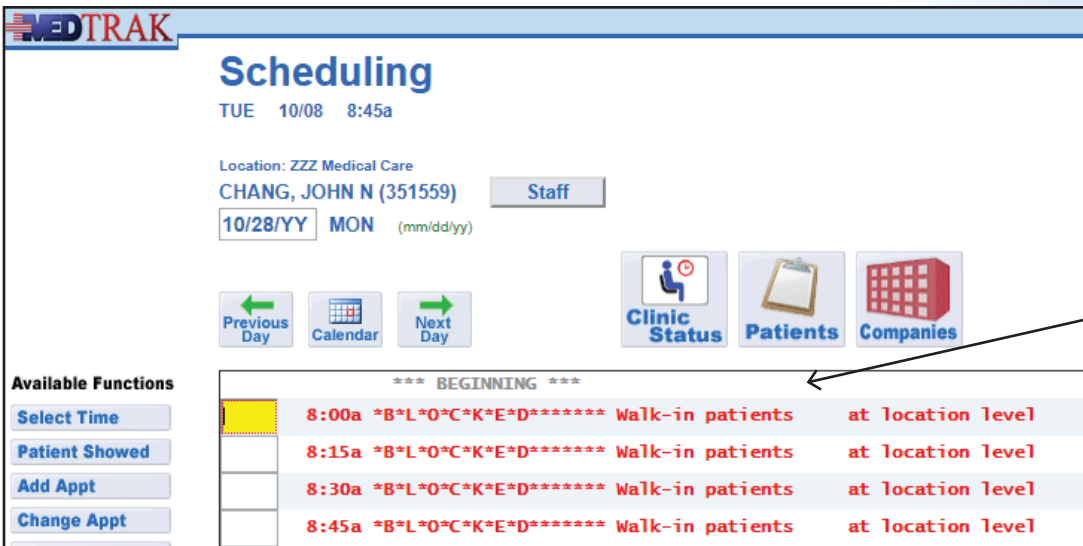 MEDTRAK
Scheduling
TUE 10/08 8:45a
Location: ZZZ Medical Care
CHANG, JOHN N (351559) Staff
10/28/YY MON (mm/dd/yy)
Previous Day
Calendar
Next Day
Clinic Status
Patients
Companies
Available Functions
*** BEGINNING ***
Select Time
8:00a *B*L*O*C*K*E*D******* Walk-in patients at location level
Patient Showed
8:15a *B*L*O*C*K*E*D******* Walk-in patients at location level
Add Appt
8:30a *B*L*O*C*K*E*D******* Walk-in patients at location level
Change Appt
8:45a *B*L*O*C*K*E*D******* Walk-in patients at location level